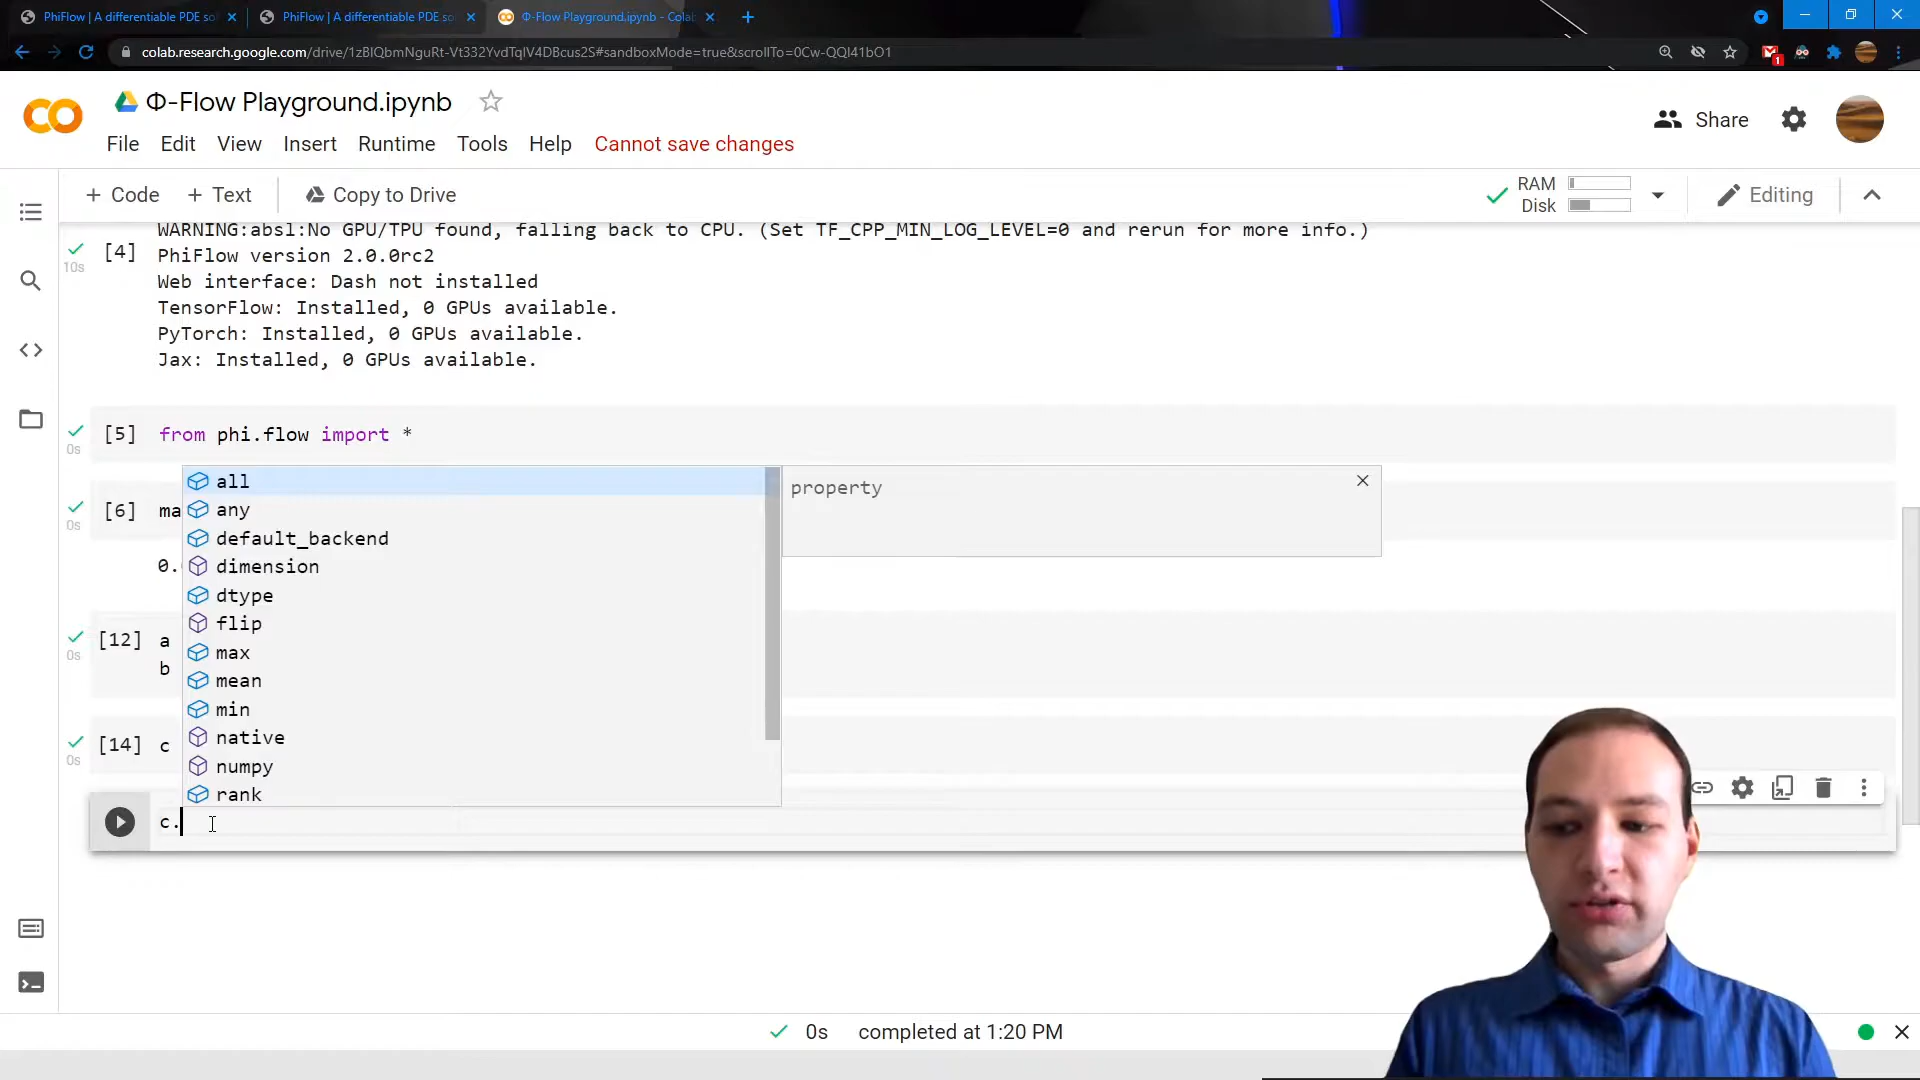 PhiFlow | A differentiable PDE so
PhiFlow | A differentiable PDE so
Φ-Flow Playground.ipynb - Colab
colab.research.google.com/drive/1zBlQbmNguRt-Vt332YvdTqlV4DBcus2S#sandboxMode=true&scrollTo=0Cw-QQl41bO1
1
CO
Φ-Flow Playground.ipynb
Share
File Edit View Insert Runtime Tools Help Cannot save changes
+ Code + Text Copy to Drive
RAM
Disk
Editing
WARNING:absl:No GPU/TPU found, falling back to CPU. (Set TF_CPP_MIN_LOG_LEVEL=0 and rerun for more info.)
[4]
10s
PhiFlow version 2.0.0rc2
Web interface: Dash not installed
TensorFlow: Installed, 0 GPUs available.
PyTorch: Installed, 0 GPUs available.
Jax: Installed, 0 GPUs available.
[5] from phi.flow import *
0s
[6] ma
0s
0.
[12] a
0s
b
[14] c
0s
all
any
default_backend
dimension
dtype
flip
max
mean
min
native
numpy
rank
property
c.
0s completed at 1:20 PM